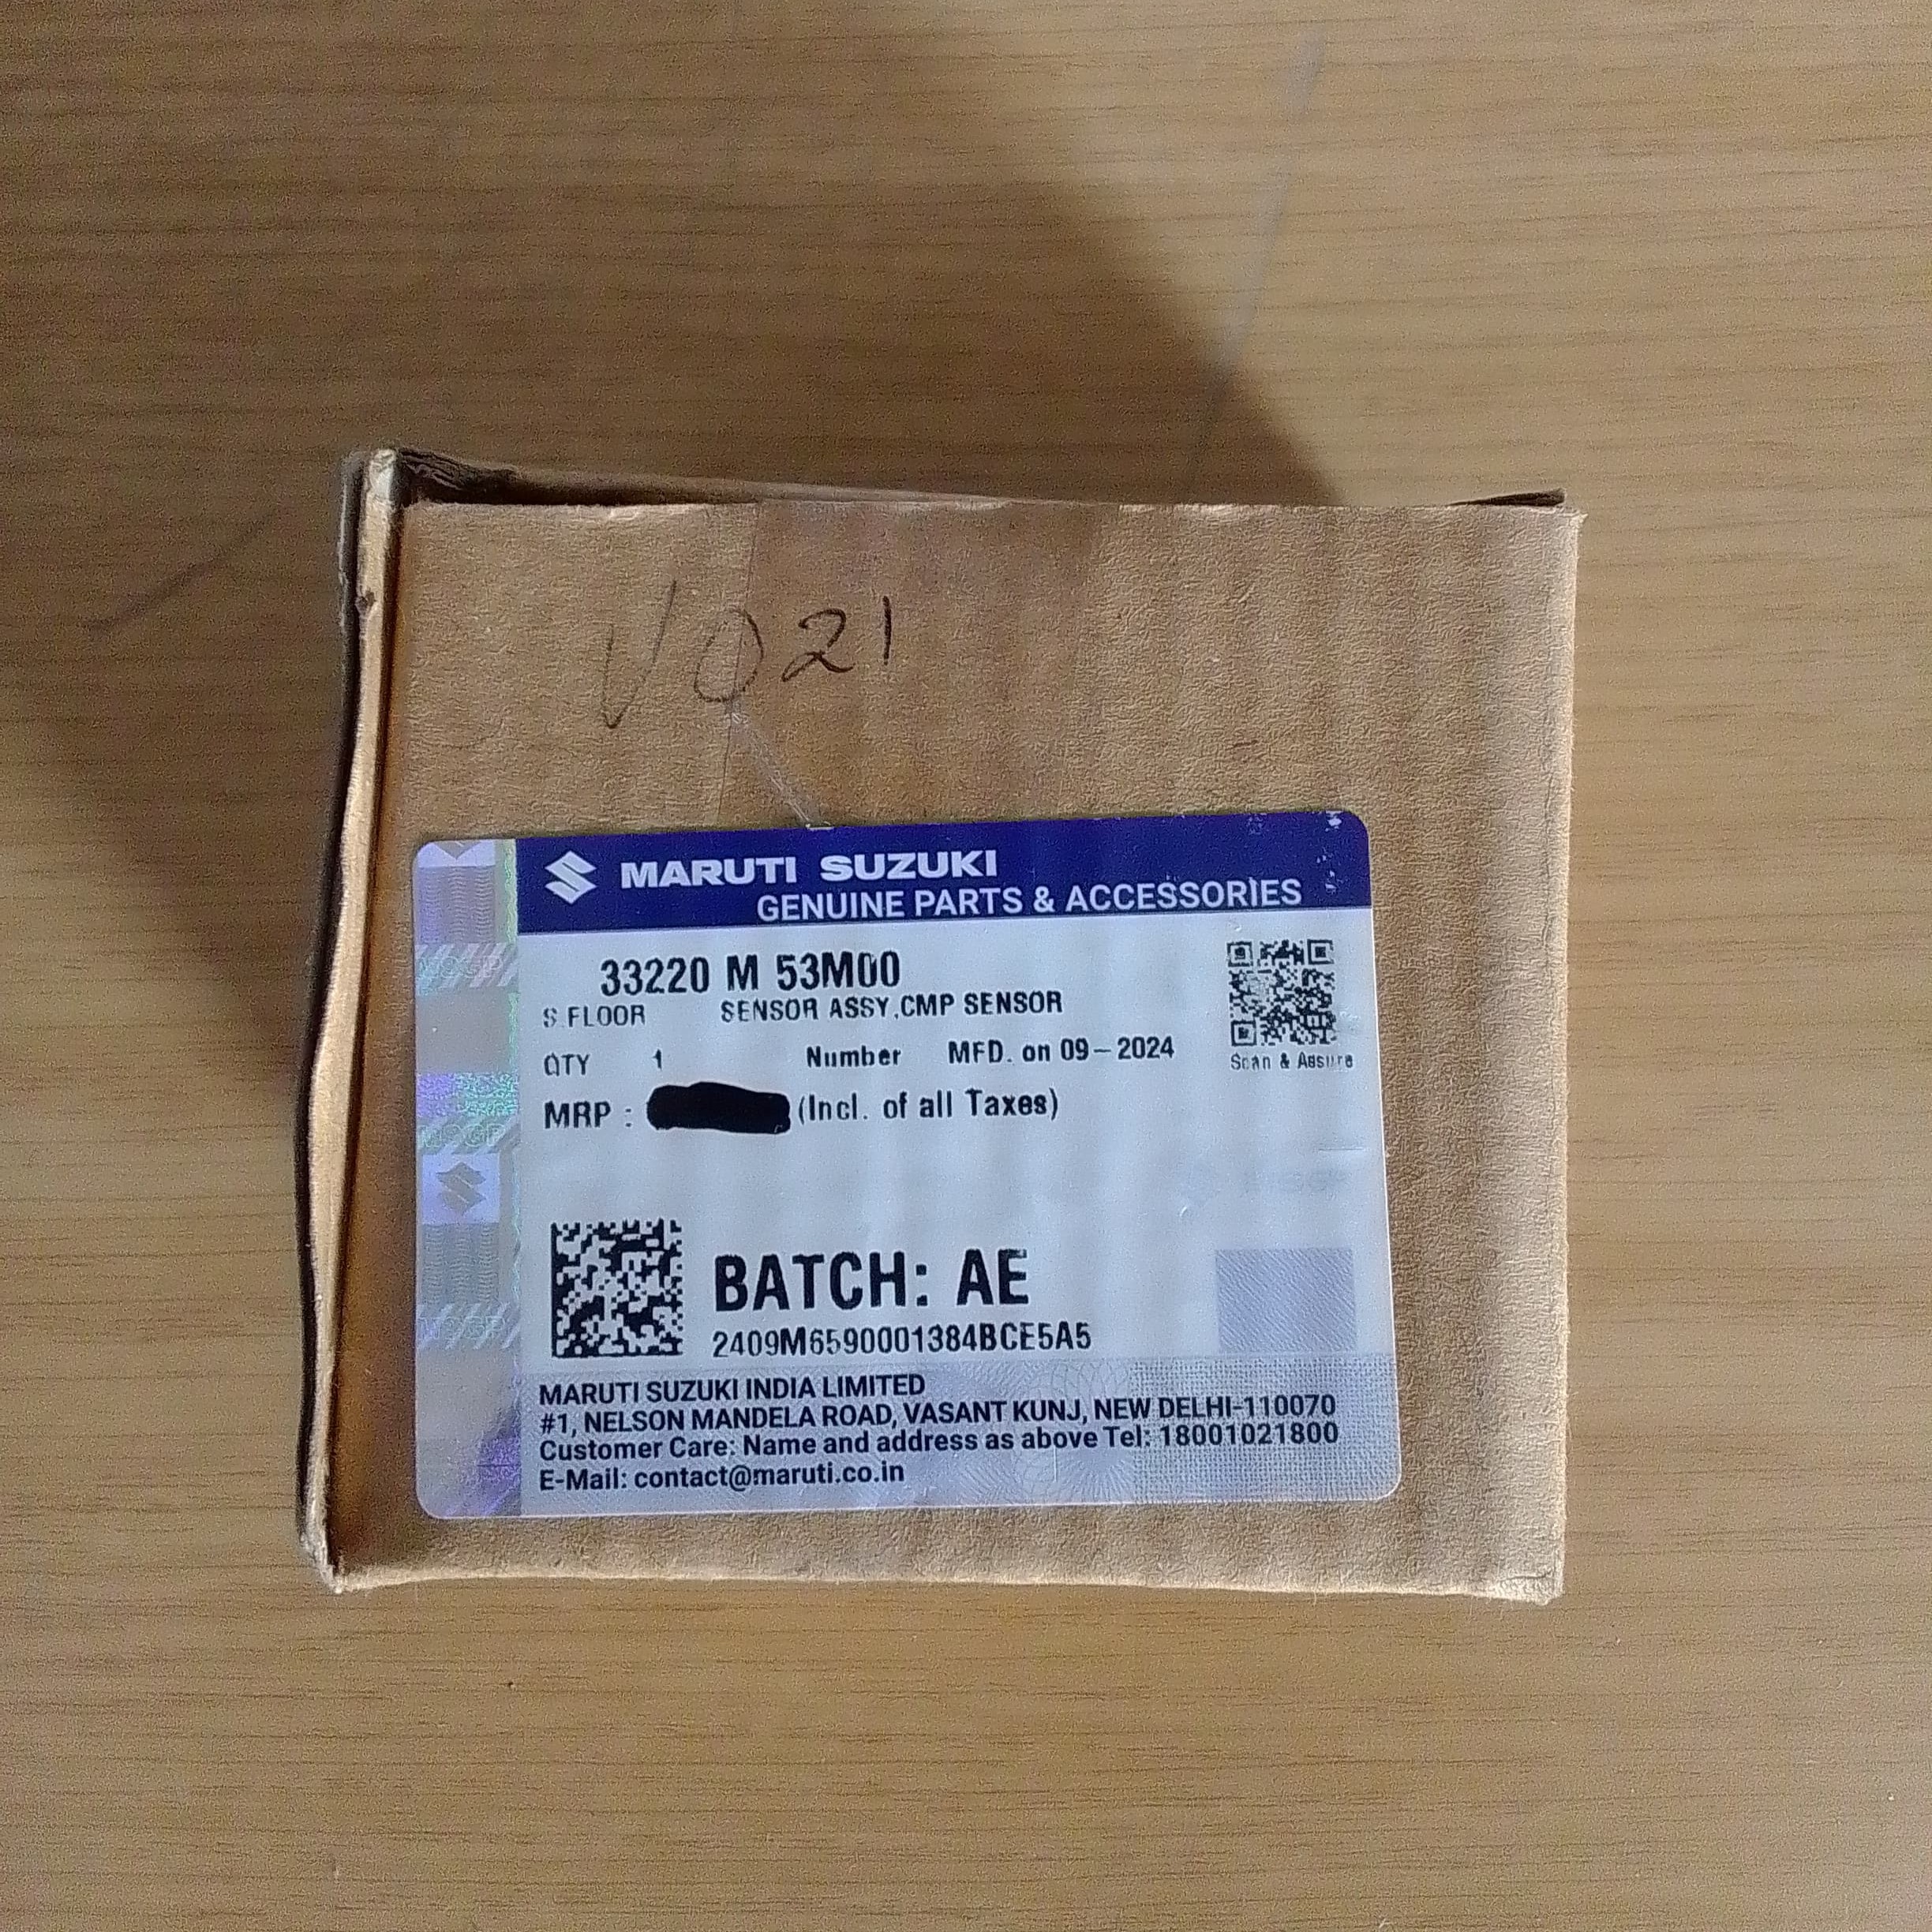 V021
MARUTI SUZUKI
GENUINE PARTS & ACCESSORIES
33220 M 53M00
S.FLOOR SENSOR ASSY,CMP SENSOR
QTY 1 Number MFD. on 09-2024
Scan & Assure
MRP : (Incl. of all Taxes)
BATCH: AE
2409M6590001384BCE5A5
MARUTI SUZUKI INDIA LIMITED
#1, NELSON MANDELA ROAD, VASANT KUNJ, NEW DELHI-110070
Customer Care: Name and address as above Tel: 18001021800
E-Mail: contact@maruti.co.in